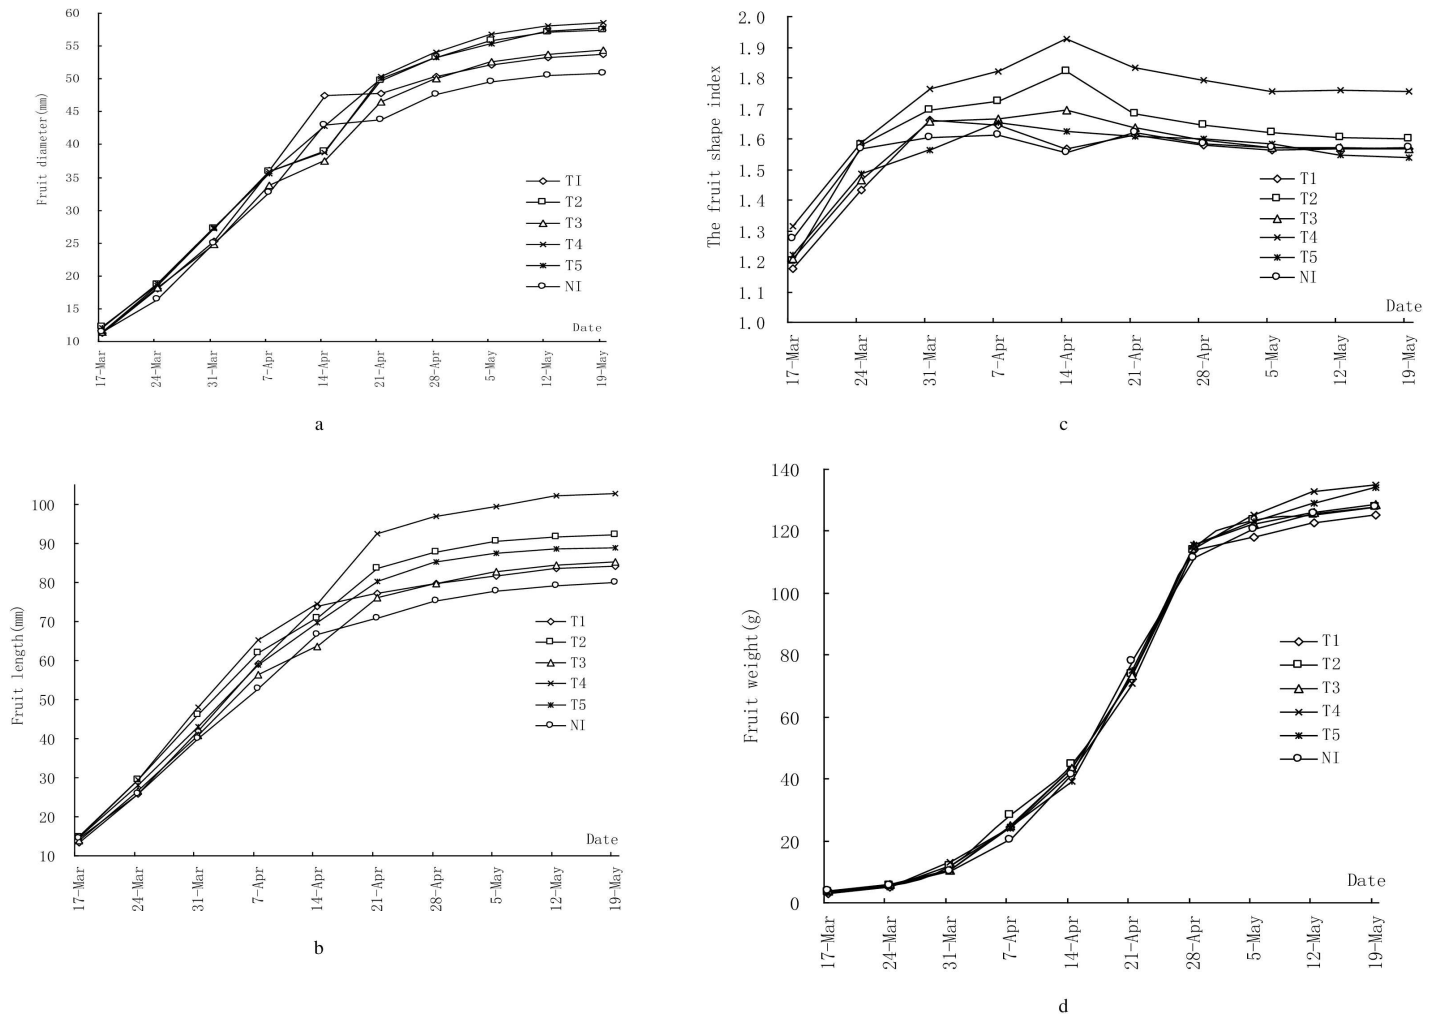 60
55
50
45
40
35
30
25
20
15
10
Fruit diameter(mm)
TI
T2
T3
T4
T5
NI
Date
17-Mar
24-Mar
31-Mar
7-Apr
14-Apr
21-Apr
28-Apr
5-May
12-May
19-May
a
2.0
1.9
1.8
1.7
1.6
1.5
1.4
1.3
1.2
1.1
1.0
The fruit shape index
T1
T2
T3
T4
T5
NI
Date
17-Mar
24-Mar
31-Mar
7-Apr
14-Apr
21-Apr
28-Apr
5-May
12-May
19-May
c
100
90
80
70
60
50
40
30
20
10
Fruit length(mm)
T1
T2
T3
T4
T5
NI
Date
17-Mar
24-Mar
31-Mar
7-Apr
14-Apr
21-Apr
28-Apr
5-May
12-May
19-May
b
140
120
100
80
60
40
20
0
Fruit weight(g)
T1
T2
T3
T4
T5
NI
Date
17-Mar
24-Mar
31-Mar
7-Apr
14-Apr
21-Apr
28-Apr
5-May
12-May
19-May
d